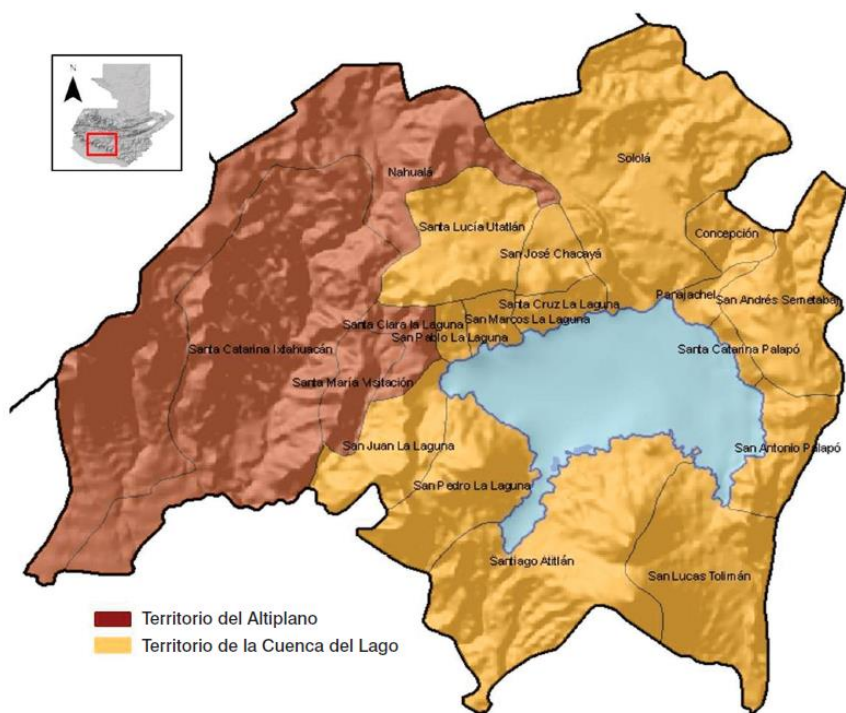 N
Nahualá
Sololá
Santa Lucía Utatlán
Concepción
San José Chacayá
Panajachel
San Andrés Semetabaj
Santa Cruz La Laguna
San Marcos La Laguna
Santa Clara la Laguna
San Pablo La Laguna
Santa Catarina Ixtahuacán
Santa Catarina Palapó
Santa María Visitación
San Juan La Laguna
San Antonio Palapó
San Pedro La Laguna
Santiago Atitlán
San Lucas Tolimán
Territorio del Altiplano
Territorio de la Cuenca del Lago